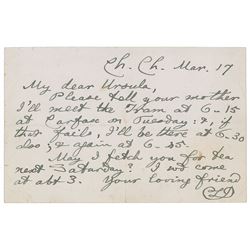 Ch. Ch. Mar. 17
My dear Ursula,
Please tell your mother
I'll meet the tram at 6-15
at Carfax on Tuesday: &, if
that fails, I'll be there at 6-30
also, & again at 6-45.
May I fetch you for tea
next Saturday? I wd come
at abt 3. Your loving friend
CLD